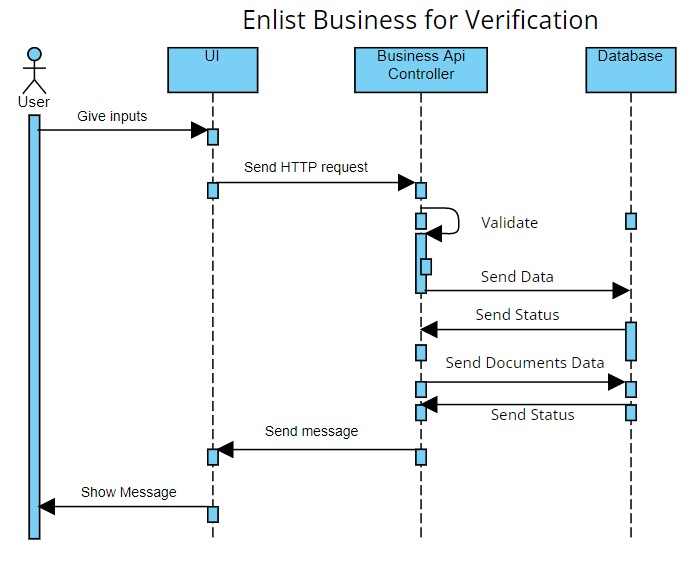 Enlist Business for Verification
UI
Business Api
Controller
Database
User
Give inputs
Send HTTP request
Validate
Send Data
Send Status
Send Documents Data
Send Status
Send message
Show Message